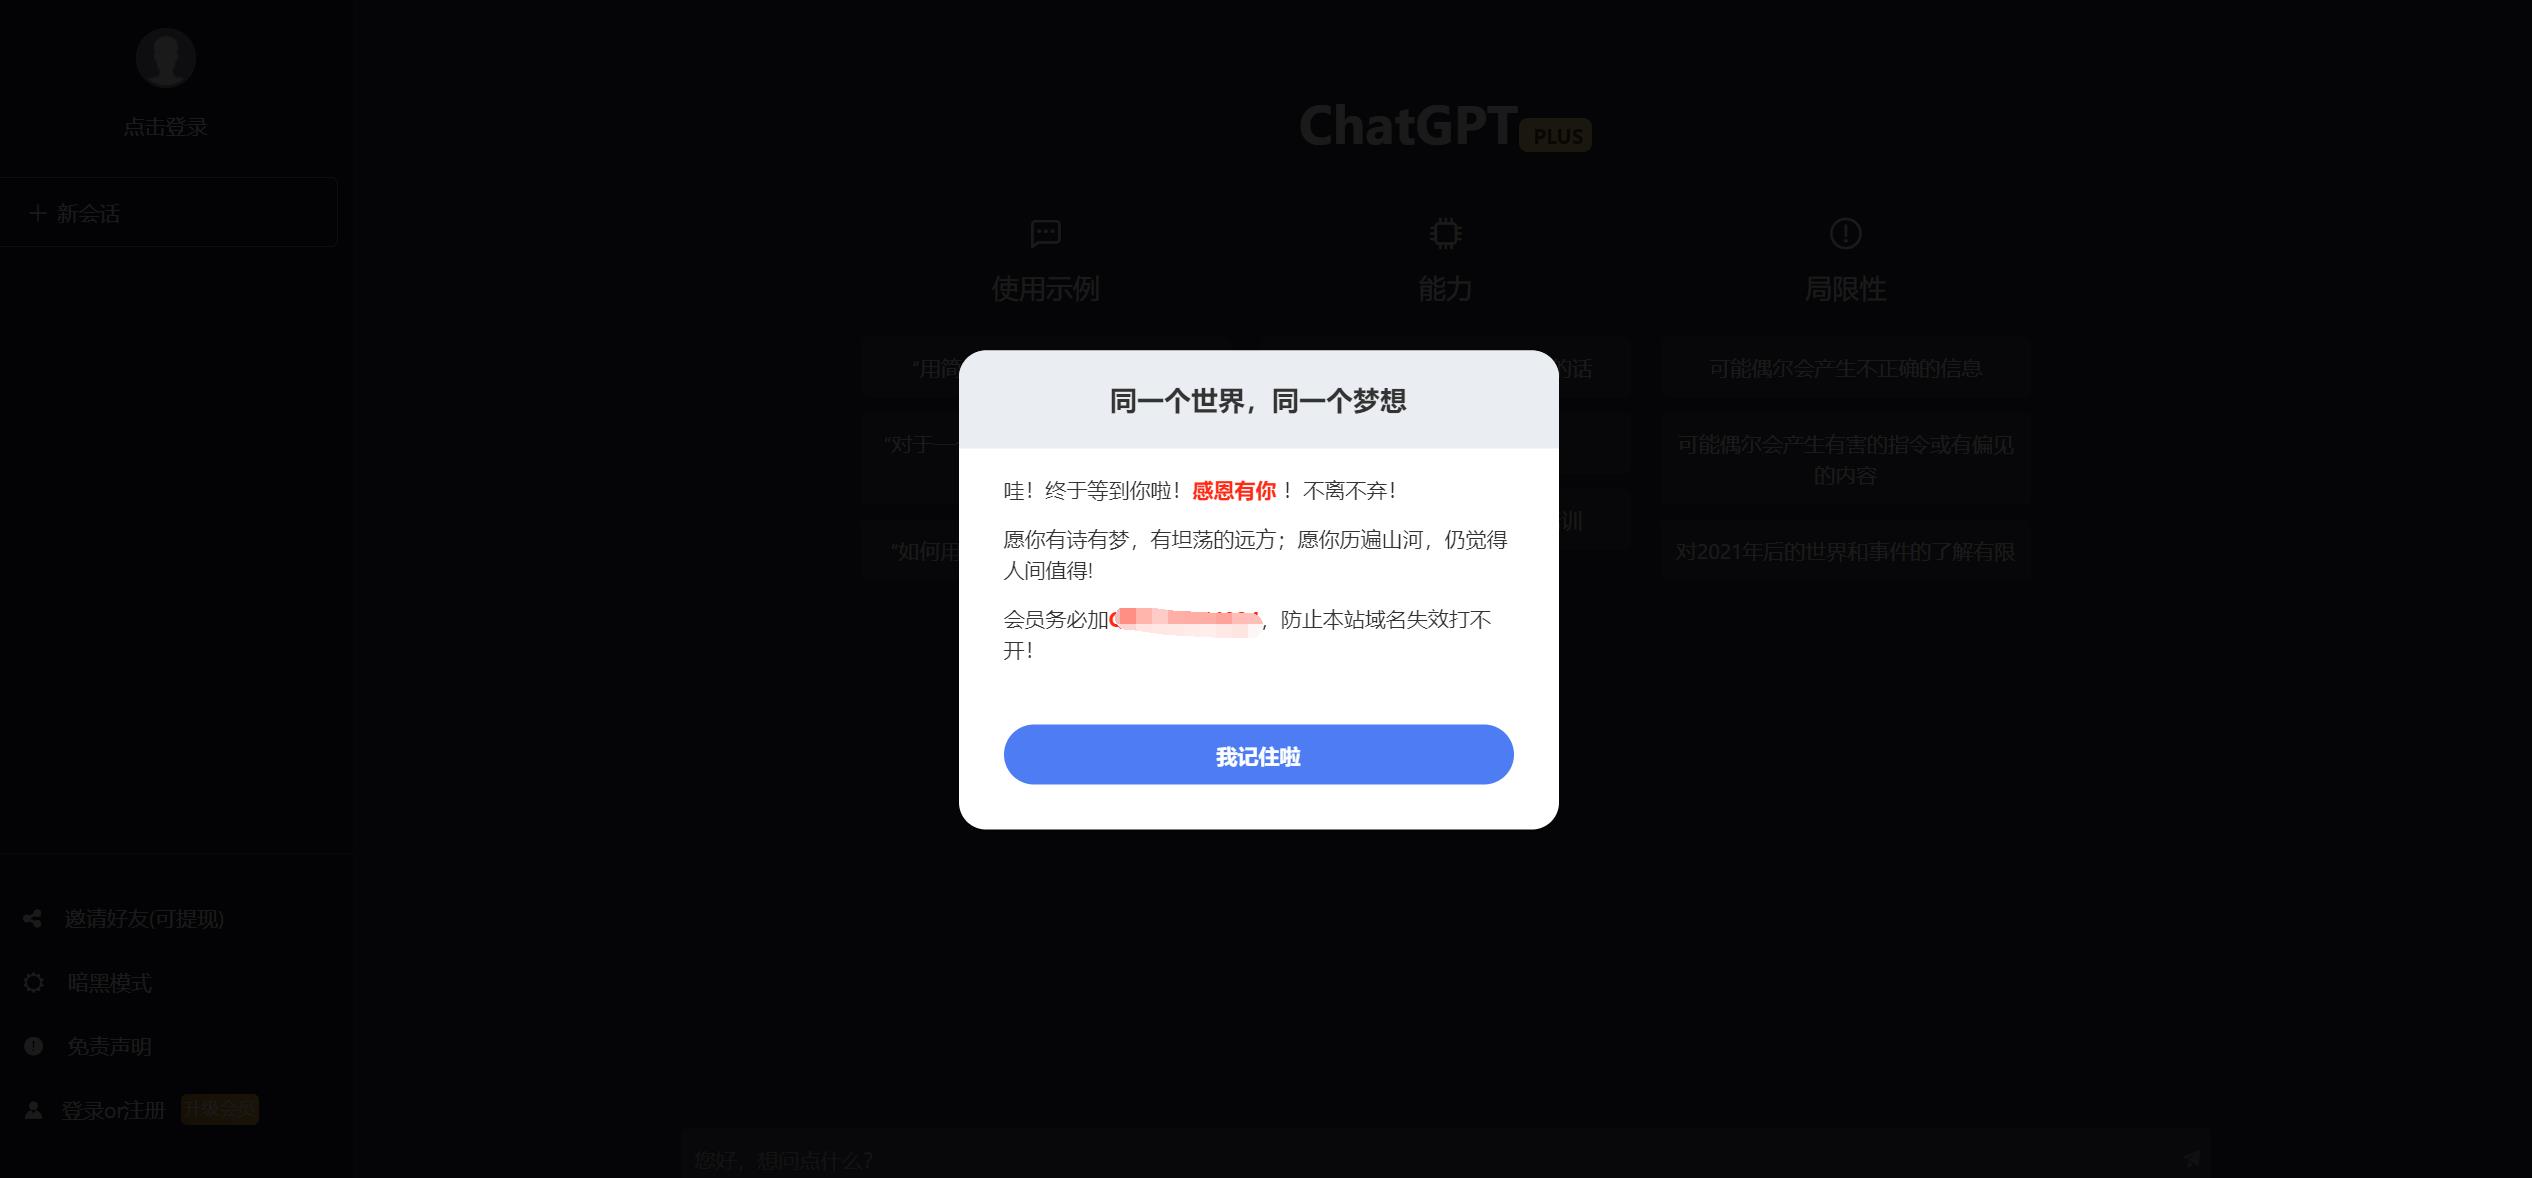 点击登录
新会话
ChatGPT PLUS
使用示例
能力
局限性
“用简
的话
可能偶尔会产生不正确的信息
“对于一
可能偶尔会产生有害的指令或有偏见
的内容
训
“如何用
对2021年后的世界和事件的了解有限
同一个世界，同一个梦想
哇！终于等到你啦！感恩有你 ！不离不弃！
愿你有诗有梦，有坦荡的远方；愿你历遍山河，仍觉得
人间值得!
会员务必加，防止本站域名失效打不
开！
我记住啦
邀请好友(可提现)
暗黑模式
免责声明
登录or注册 升级会员
您好，想问点什么？